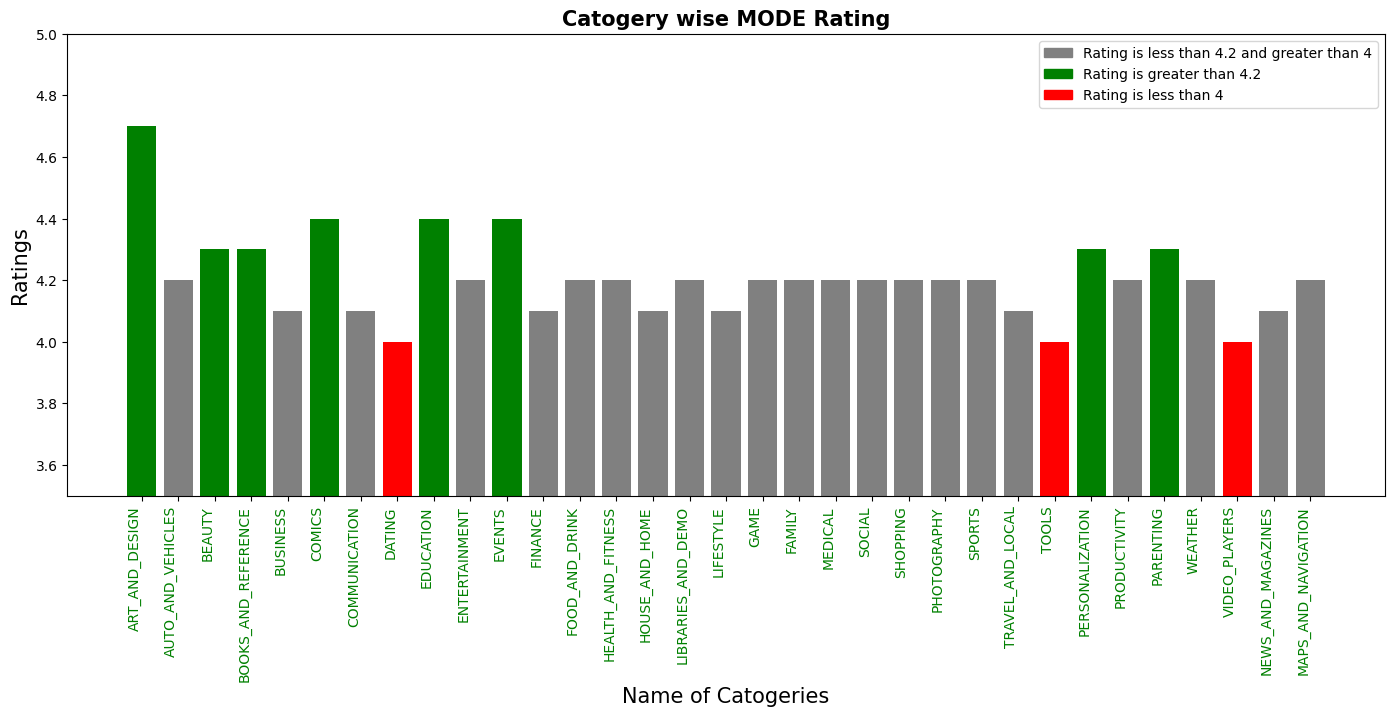 Catogery wise MODE Rating
Rating is less than 4.2 and greater than 4
Rating is greater than 4.2
Rating is less than 4
Ratings
5.0
4.8
4.6
4.4
4.2
4.0
3.8
3.6
ART_AND_DESIGN
AUTO_AND_VEHICLES
BEAUTY
BOOKS_AND_REFERENCE
BUSINESS
COMICS
COMMUNICATION
DATING
EDUCATION
ENTERTAINMENT
EVENTS
FINANCE
FOOD_AND_DRINK
HEALTH_AND_FITNESS
HOUSE_AND_HOME
LIBRARIES_AND_DEMO
LIFESTYLE
GAME
FAMILY
MEDICAL
SOCIAL
SHOPPING
PHOTOGRAPHY
SPORTS
TRAVEL_AND_LOCAL
TOOLS
PERSONALIZATION
PRODUCTIVITY
PARENTING
WEATHER
VIDEO_PLAYERS
NEWS_AND_MAGAZINES
MAPS_AND_NAVIGATION
Name of Catogeries